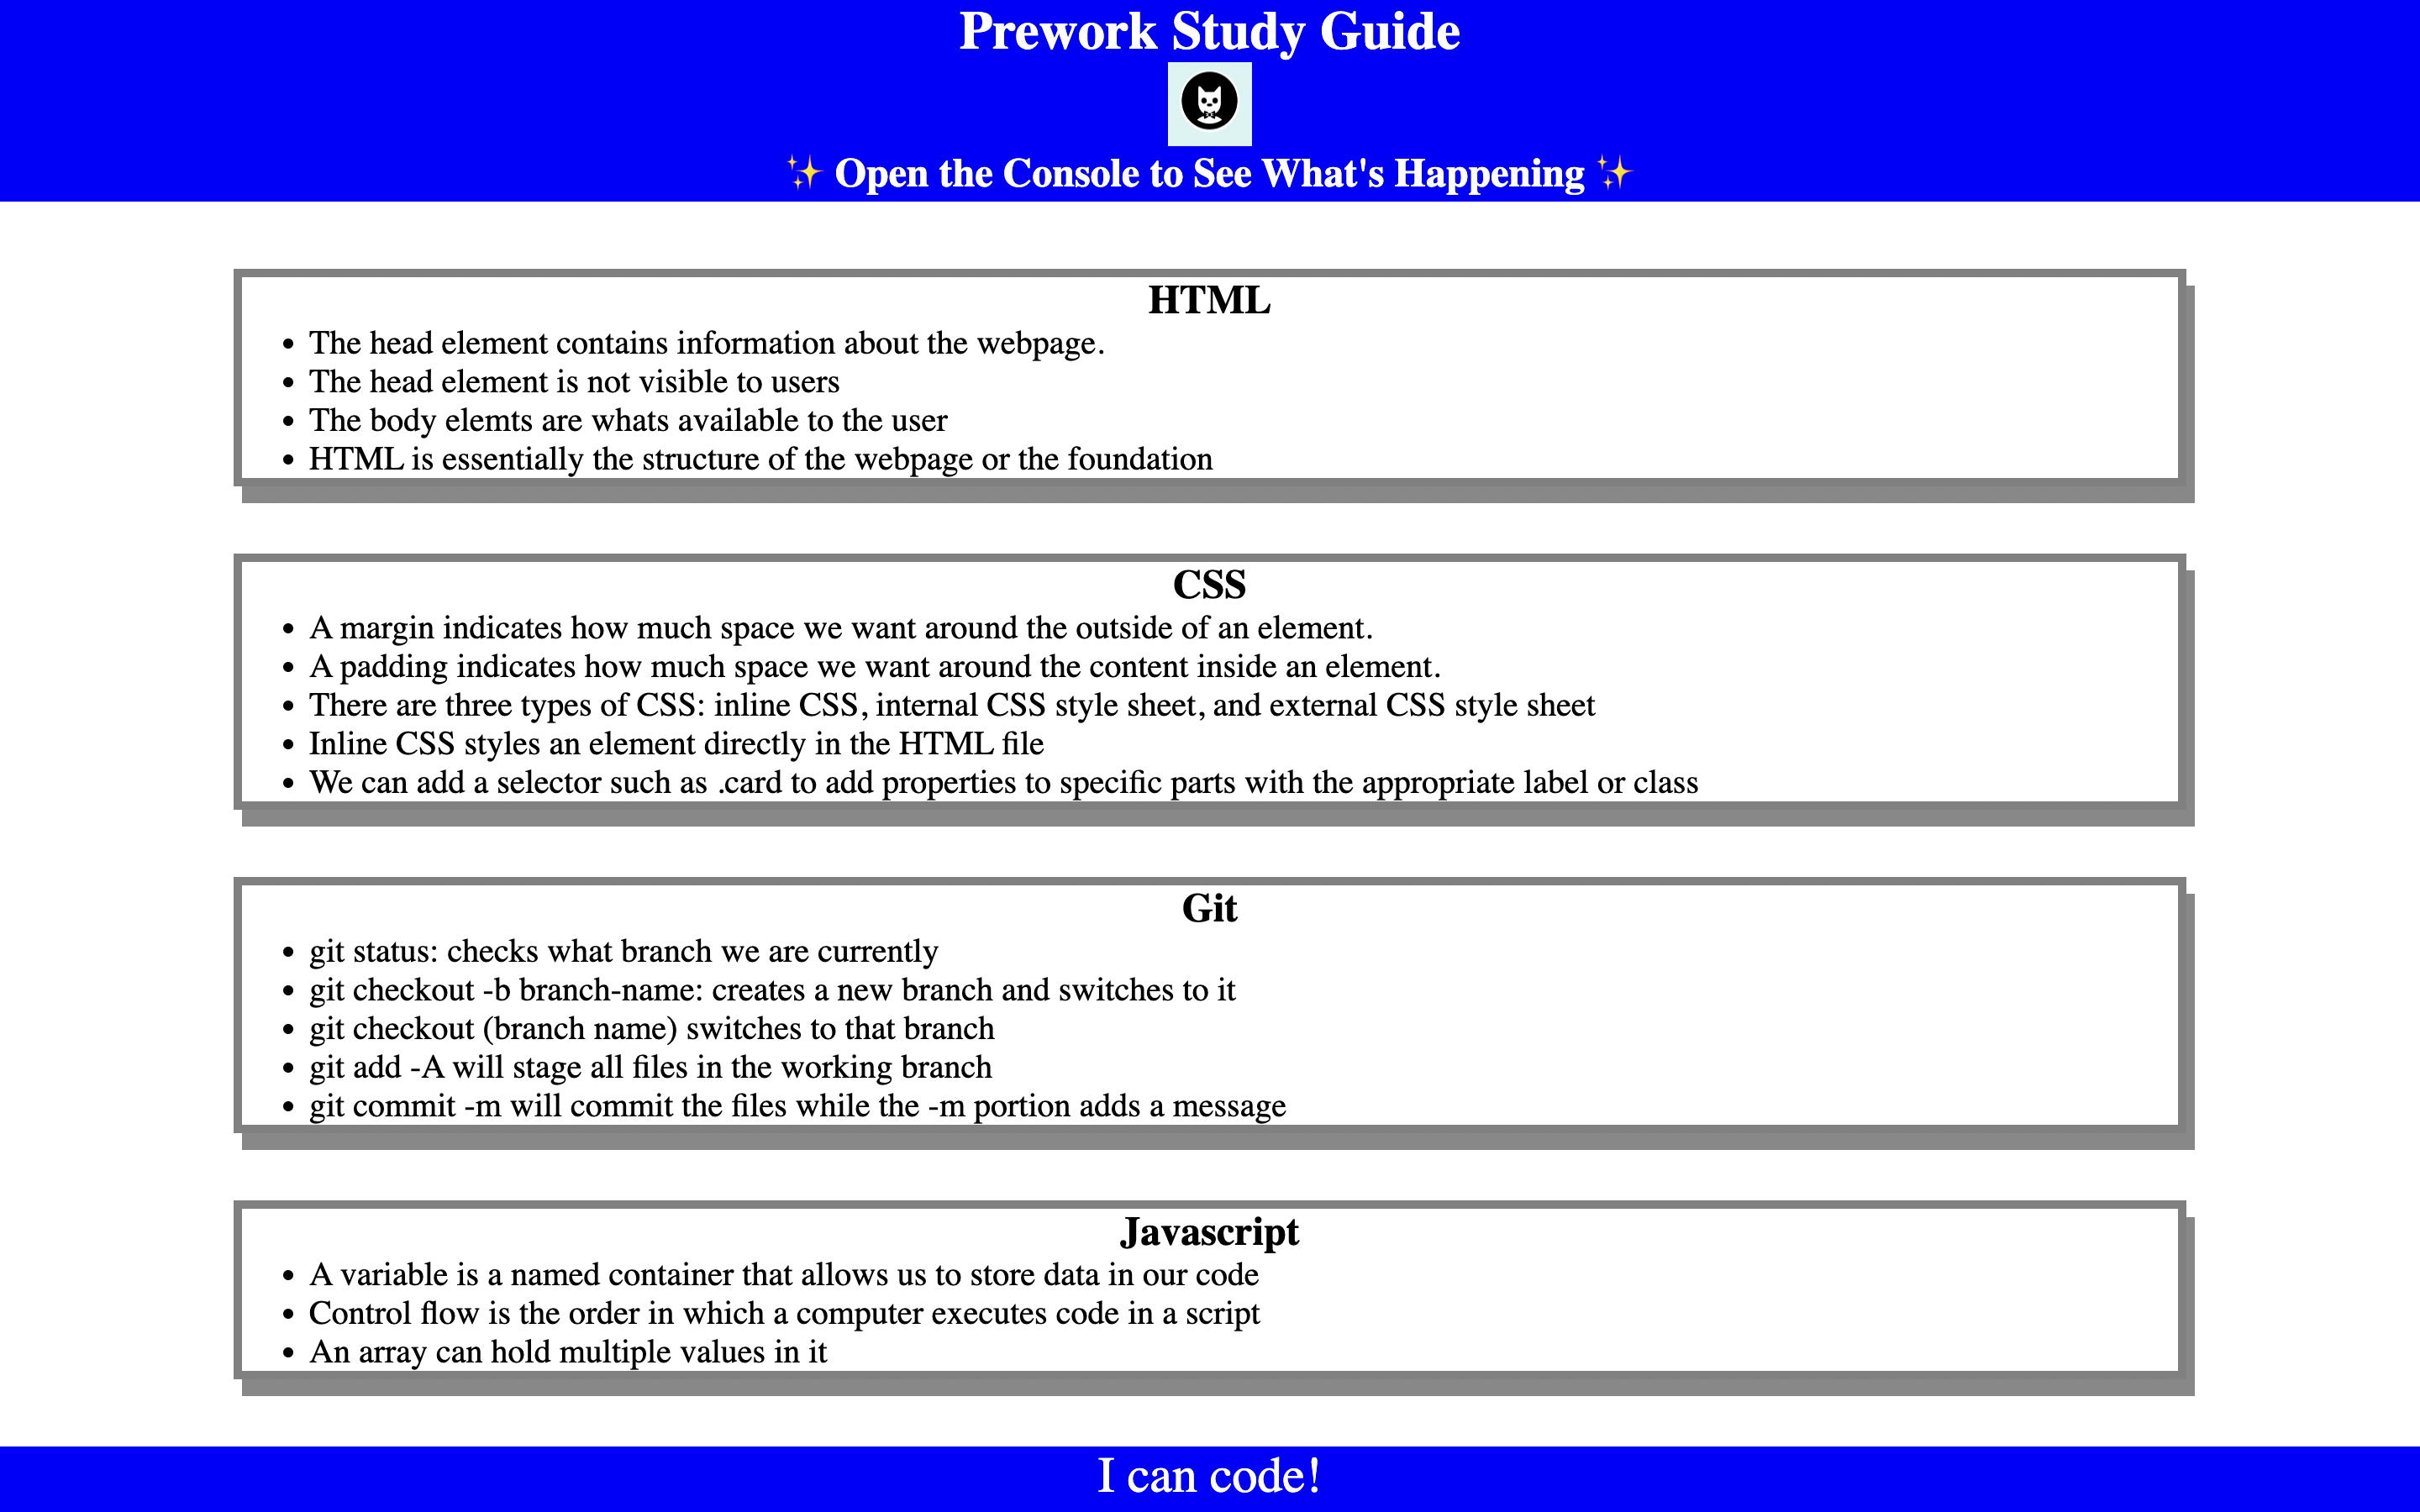 Prework Study Guide
✨ Open the Console to See What's Happening ✨
HTML
• The head element contains information about the webpage.
• The head element is not visible to users
• The body elemts are whats available to the user
• HTML is essentially the structure of the webpage or the foundation
CSS
• A margin indicates how much space we want around the outside of an element.
• A padding indicates how much space we want around the content inside an element.
• There are three types of CSS: inline CSS, internal CSS style sheet, and external CSS style sheet
• Inline CSS styles an element directly in the HTML file
• We can add a selector such as .card to add properties to specific parts with the appropriate label or class
Git
• git status: checks what branch we are currently
• git checkout -b branch-name: creates a new branch and switches to it
• git checkout (branch name) switches to that branch
• git add -A will stage all files in the working branch
• git commit -m will commit the files while the -m portion adds a message
Javascript
• A variable is a named container that allows us to store data in our code
• Control flow is the order in which a computer executes code in a script
• An array can hold multiple values in it
I can code!